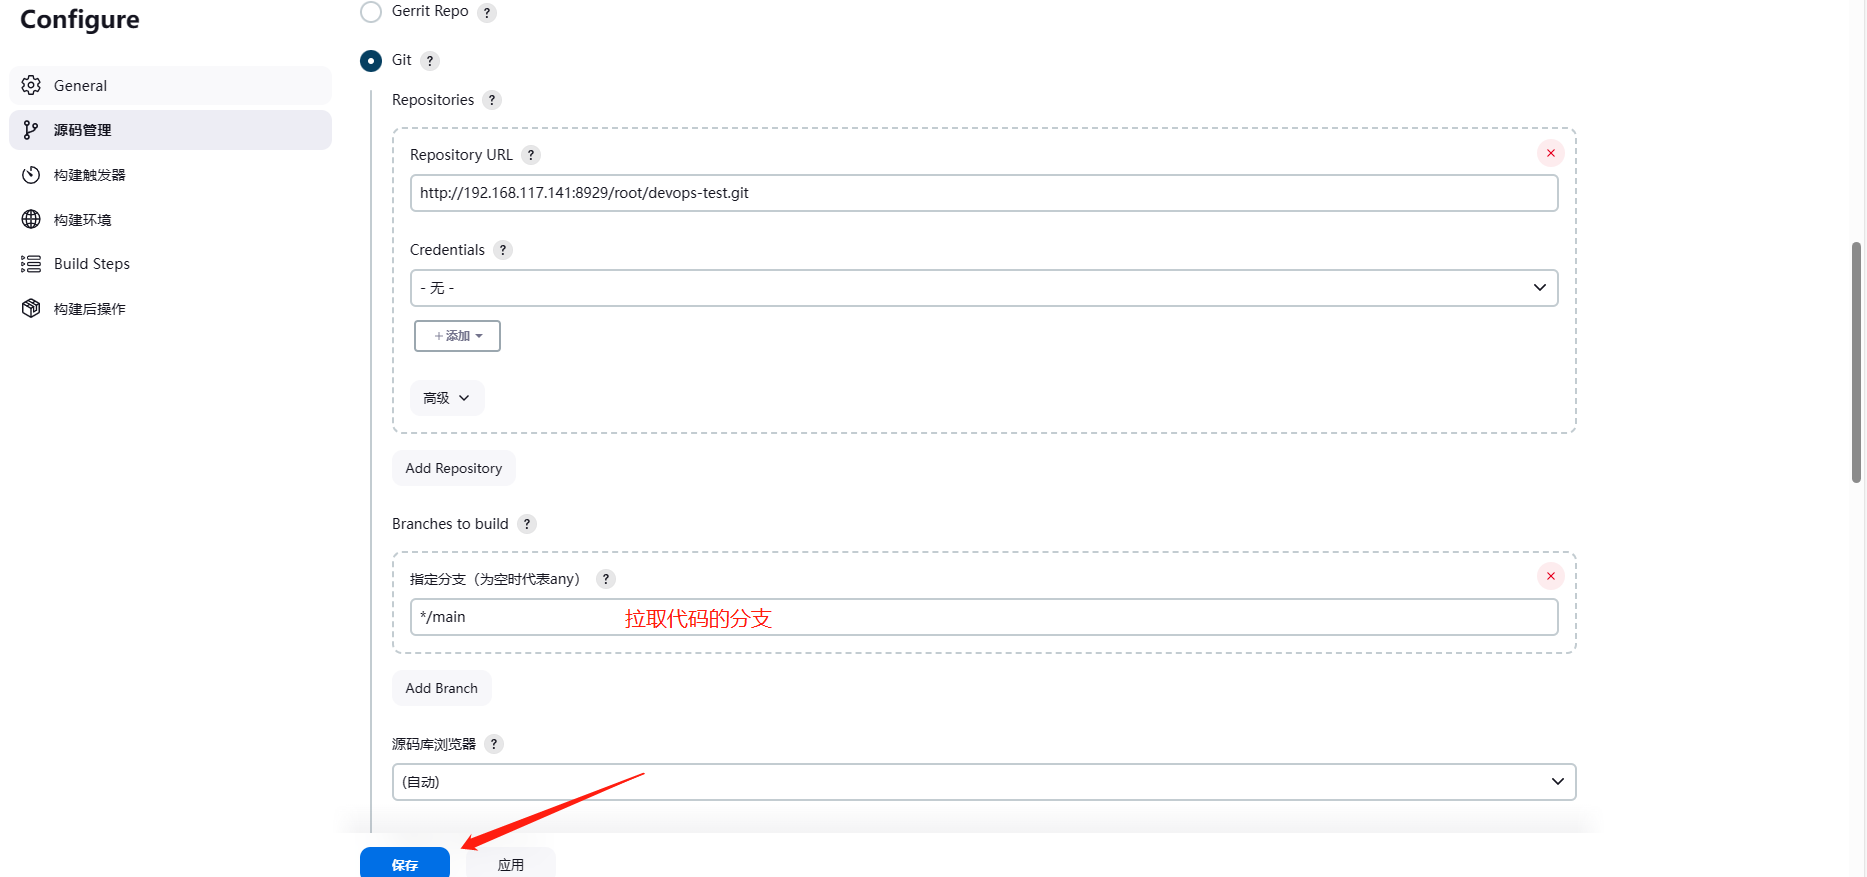 Configure
General
源码管理
构建触发器
构建环境
Build Steps
构建后操作
Gerrit Repo ?
Git ?
Repositories ?
Repository URL ?
http://192.168.117.141:8929/root/devops-test.git
Credentials ?
- 无 -
+ 添加
高级
Add Repository
Branches to build ?
指定分支（为空时代表any） ?
*/main 拉取代码的分支
Add Branch
源码库浏览器 ?
(自动)
保存 应用